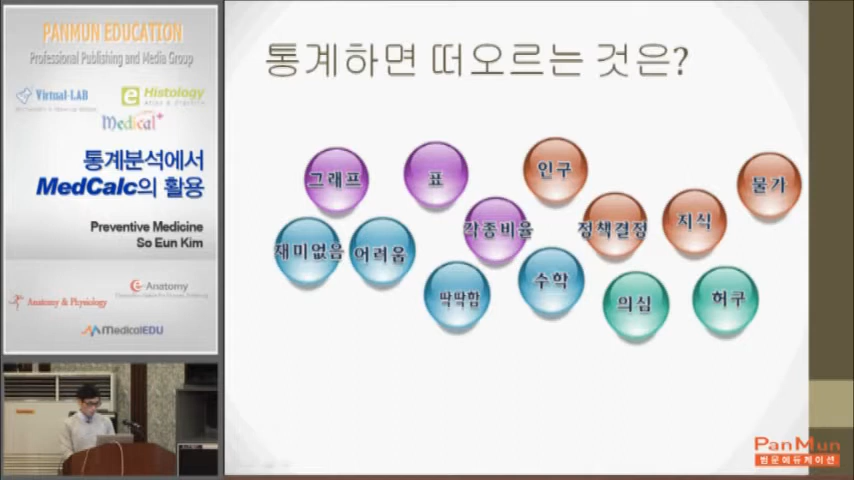 PANMUN EDUCATION
Professional Publishing and Media Group
Virtual-LAB
e Histology
Medical+
통계분석에서
MedCalc의 활용
Preventive Medicine
So Eun Kim
e-Anatomy
Anatomy & Physiology
MedicalEDU
통계하면 떠오르는 것은?
그래프
표
인구
물가
각종비율
정책결정
지식
재미없음
어려움
딱딱함
수학
의심
허구
PanMun
범문에듀케이션